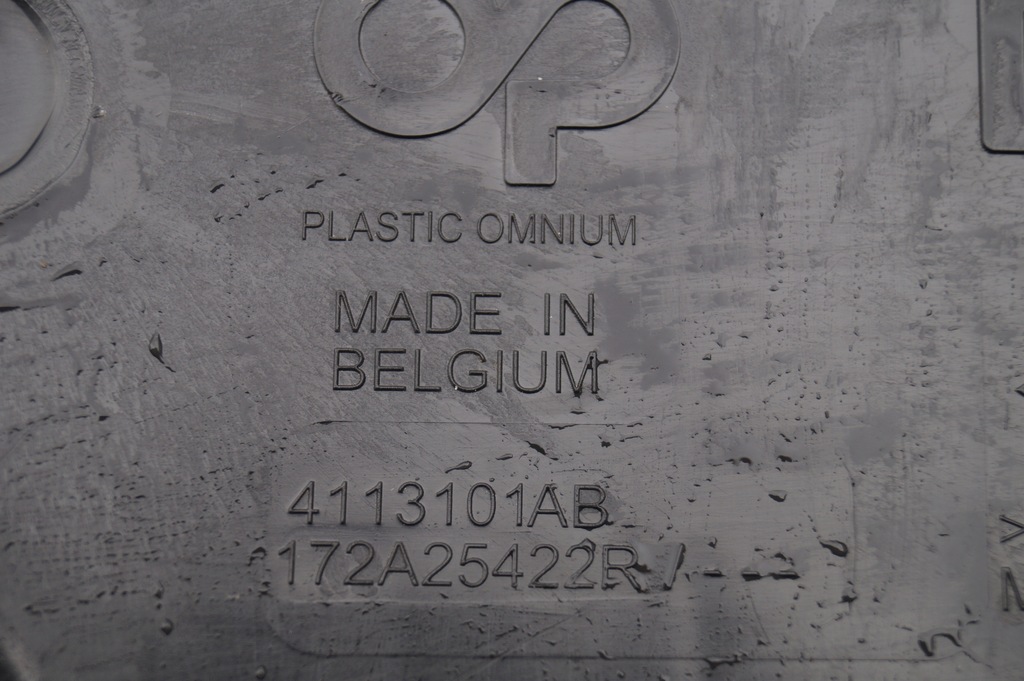 PLASTIC OMNIUM
MADE IN
BELGIUM
4113101AB
172A25422R / - -
>
M